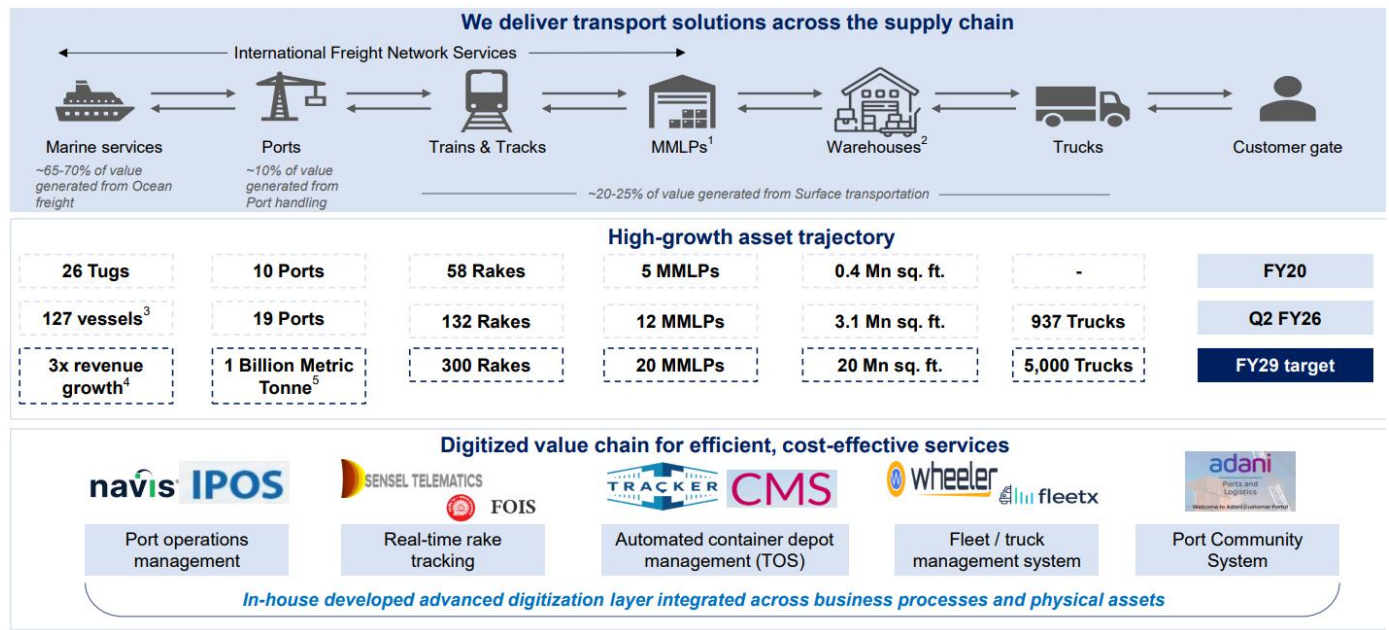 We deliver transport solutions across the supply chain
International Freight Network Services
Marine services
Ports
Trains & Tracks
MMLPs1
Warehouses2
Trucks
Customer gate
~65-70% of value
generated from Ocean
freight
~10% of value
generated from
Port handling
~20-25% of value generated from Surface transportation
High-growth asset trajectory
26 Tugs
10 Ports
58 Rakes
5 MMLPs
0.4 Mn sq. ft.
-
FY20
127 vessels3
19 Ports
132 Rakes
12 MMLPs
3.1 Mn sq. ft.
937 Trucks
Q2 FY26
3x revenue
growth4
1 Billion Metric
Tonne5
300 Rakes
20 MMLPs
20 Mn sq. ft.
5,000 Trucks
FY29 target
Digitized value chain for efficient, cost-effective services
navis
IPOS
SENSEL TELEMATICS
FOIS
TRACKER
CMS
wheeler
fleetx
adani
Ports and
Logistics
Welcome to Adani Customer Portal
Port operations
management
Real-time rake
tracking
Automated container depot
management (TOS)
Fleet / truck
management system
Port Community
System
In-house developed advanced digitization layer integrated across business processes and physical assets